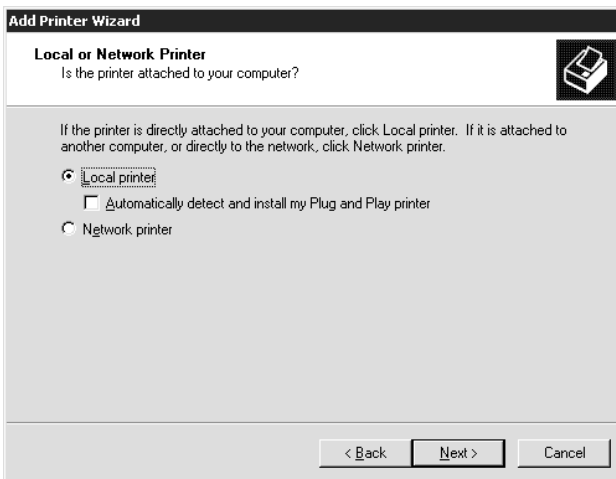 Add Printer Wizard
Local or Network Printer
Is the printer attached to your computer?
If the printer is directly attached to your computer, click Local printer. If it is attached to
another computer, or directly to the network, click Network printer.
Local printer
Automatically detect and install my Plug and Play printer
Network printer
< Back
Next >
Cancel